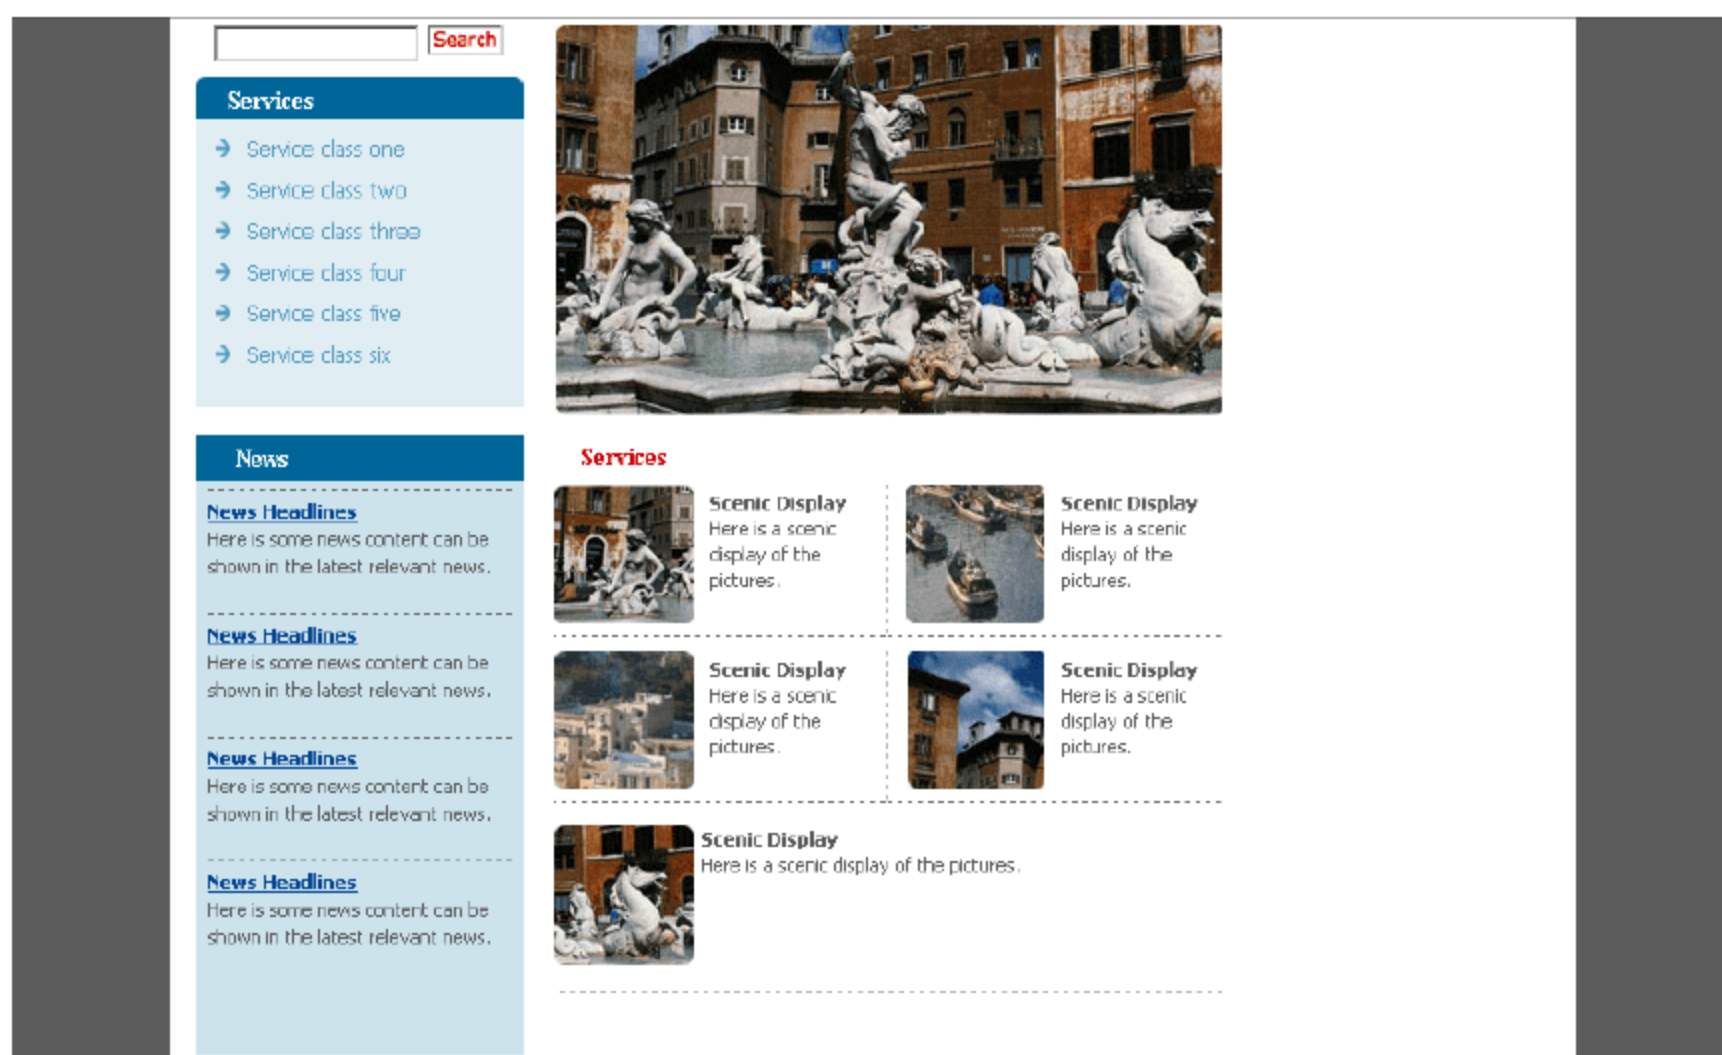 Search
Services
Service class one
Service class two
Service class three
Service class four
Service class five
Service class six
News
News Headlines
Here is some news content can be
shown in the latest relevant news.
News Headlines
Here is some news content can be
shown in the latest relevant news.
News Headlines
Here is some news content can be
shown in the latest relevant news.
News Headlines
Here is some news content can be
shown in the latest relevant news.
Services
Scenic Display
Here is a scenic
display of the
pictures.
Scenic Display
Here is a scenic
display of the
pictures.
Scenic Display
Here is a scenic
display of the
pictures.
Scenic Display
Here is a scenic
display of the
pictures.
Scenic Display
Here is a scenic display of the pictures.